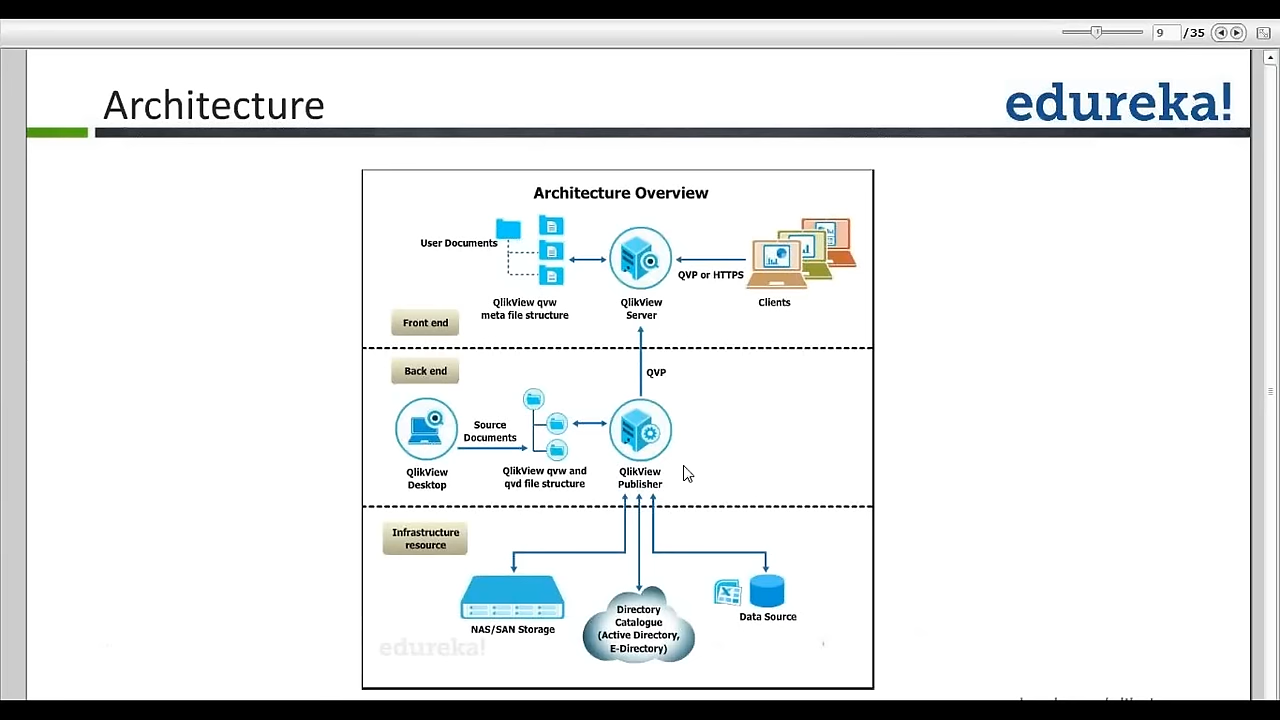 9 /35
Architecture
edureka!
Architecture Overview
User Documents
QVP or HTTPS
QlikView qvw
meta file structure
QlikView
Server
Clients
Front end
Back end
QVP
Source
Documents
QlikView
Desktop
QlikView qvw and
qvd file structure
QlikView
Publisher
Infrastructure
resource
NAS/SAN Storage
Directory
Catalogue
(Active Directory,
E-Directory)
Data Source
edureka!